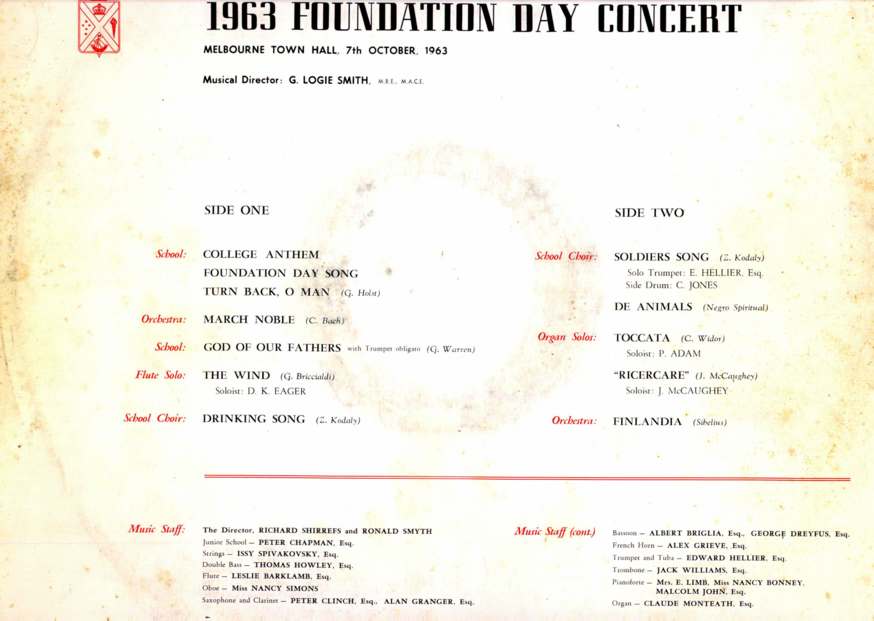 1963 FOUNDATION DAY CONCERT
MELBOURNE TOWN HALL, 7th OCTOBER, 1963
Musical Director: G. LOGIE SMITH, M.B.E., M.A.C.E.
SIDE ONE
School: COLLEGE ANTHEM
FOUNDATION DAY SONG
TURN BACK, O MAN (G. Holst)
Orchestra: MARCH NOBLE (C. Bach)
School: GOD OF OUR FATHERS with Trumpet obligato (G. Warren)
Flute Solo: THE WIND (G. Briccialdi)
Soloist: D. K. EAGER
School Choir: DRINKING SONG (Z. Kodaly)
SIDE TWO
School Choir: SOLDIERS SONG (Z. Kodaly)
Solo Trumpet: E. HELLIER, Esq.
Side Drum: C. JONES
DE ANIMALS (Negro Spiritual)
Organ Solos: TOCCATA (C. Widor)
Soloist: P. ADAM
"RICERCARE" (J. McCaughey)
Soloist: J. McCAUGHEY
Orchestra: FINLANDIA (Sibelius)
Music Staff: The Director, RICHARD SHIRREFS and RONALD SMYTH
Junior School — PETER CHAPMAN, Esq.
Strings — ISSY SPIVAKOVSKY, Esq.
Double Bass — THOMAS HOWLEY, Esq.
Flute — LESLIE BARKLAMB, Esq.
Oboe — Miss NANCY SIMONS
Saxophone and Clarinet — PETER CLINCH, Esq., ALAN GRANGER, Esq.
Music Staff (cont.) Bassoon — ALBERT BRIGLIA, Esq., GEORGE DREYFUS, Esq.
French Horn — ALEX GRIEVE, Esq.
Trumpet and Tuba — EDWARD HELLIER, Esq.
Trombone — JACK WILLIAMS, Esq.
Pianoforte — Mrs. E. LIMB, Miss NANCY BONNEY,
MALCOLM JOHN, Esq.
Organ — CLAUDE MONTEATH, Esq.